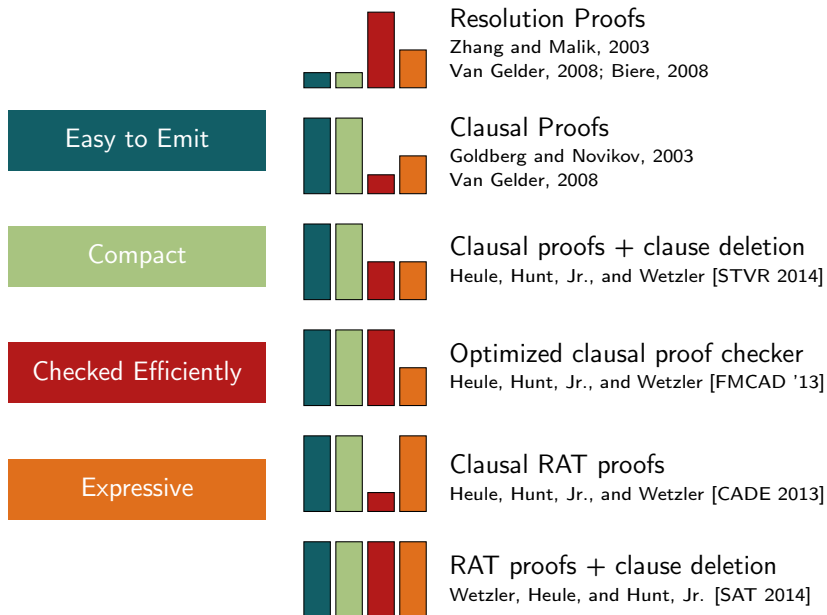 Resolution Proofs
Zhang and Malik, 2003
Van Gelder, 2008; Biere, 2008
Easy to Emit
Clausal Proofs
Goldberg and Novikov, 2003
Van Gelder, 2008
Compact
Clausal proofs + clause deletion
Heule, Hunt, Jr., and Wetzler [STVR 2014]
Checked Efficiently
Optimized clausal proof checker
Heule, Hunt, Jr., and Wetzler [FMCAD '13]
Expressive
Clausal RAT proofs
Heule, Hunt, Jr., and Wetzler [CADE 2013]
RAT proofs + clause deletion
Wetzler, Heule, and Hunt, Jr. [SAT 2014]